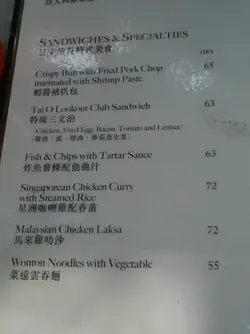 SANDWICHES & SPECIALTIES
HK$
Crispy Bun with Fried Pork Chop 65
marinated with Shrimp Paste
蝦醬豬扒包
Tai O Lookout Club Sandwich 63
特級三文治
Chicken, Fried Egg, Bacon, Tomato and Lettuce
Fish & Chips with Tartar Sauce 63
炸魚薯條配他他汁
Singaporean Chicken Curry 72
with Streamed Rice
星洲咖喱雞配香苗
Malaysian Chicken Laksa 72
馬來雞叻沙
Wonton Noodles with Vegetable 55
菜遠雲吞麵